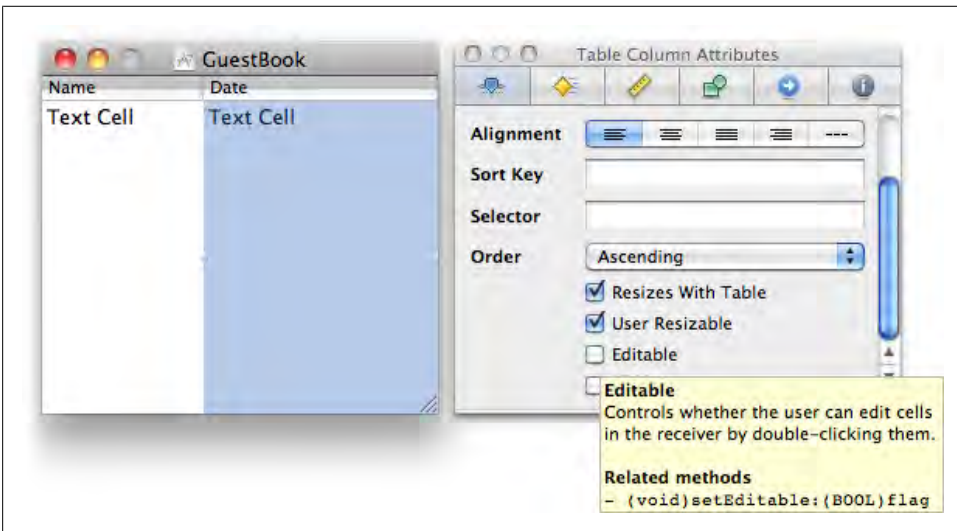 GuestBook
Name Date
Text Cell Text Cell
Table Column Attributes
Alignment
Sort Key
Selector
Order Ascending
Resizes With Table
User Resizable
Editable
Editable
Controls whether the user can edit cells
in the receiver by double-clicking them.
Related methods
- (void)setEditable:(BOOL)flag